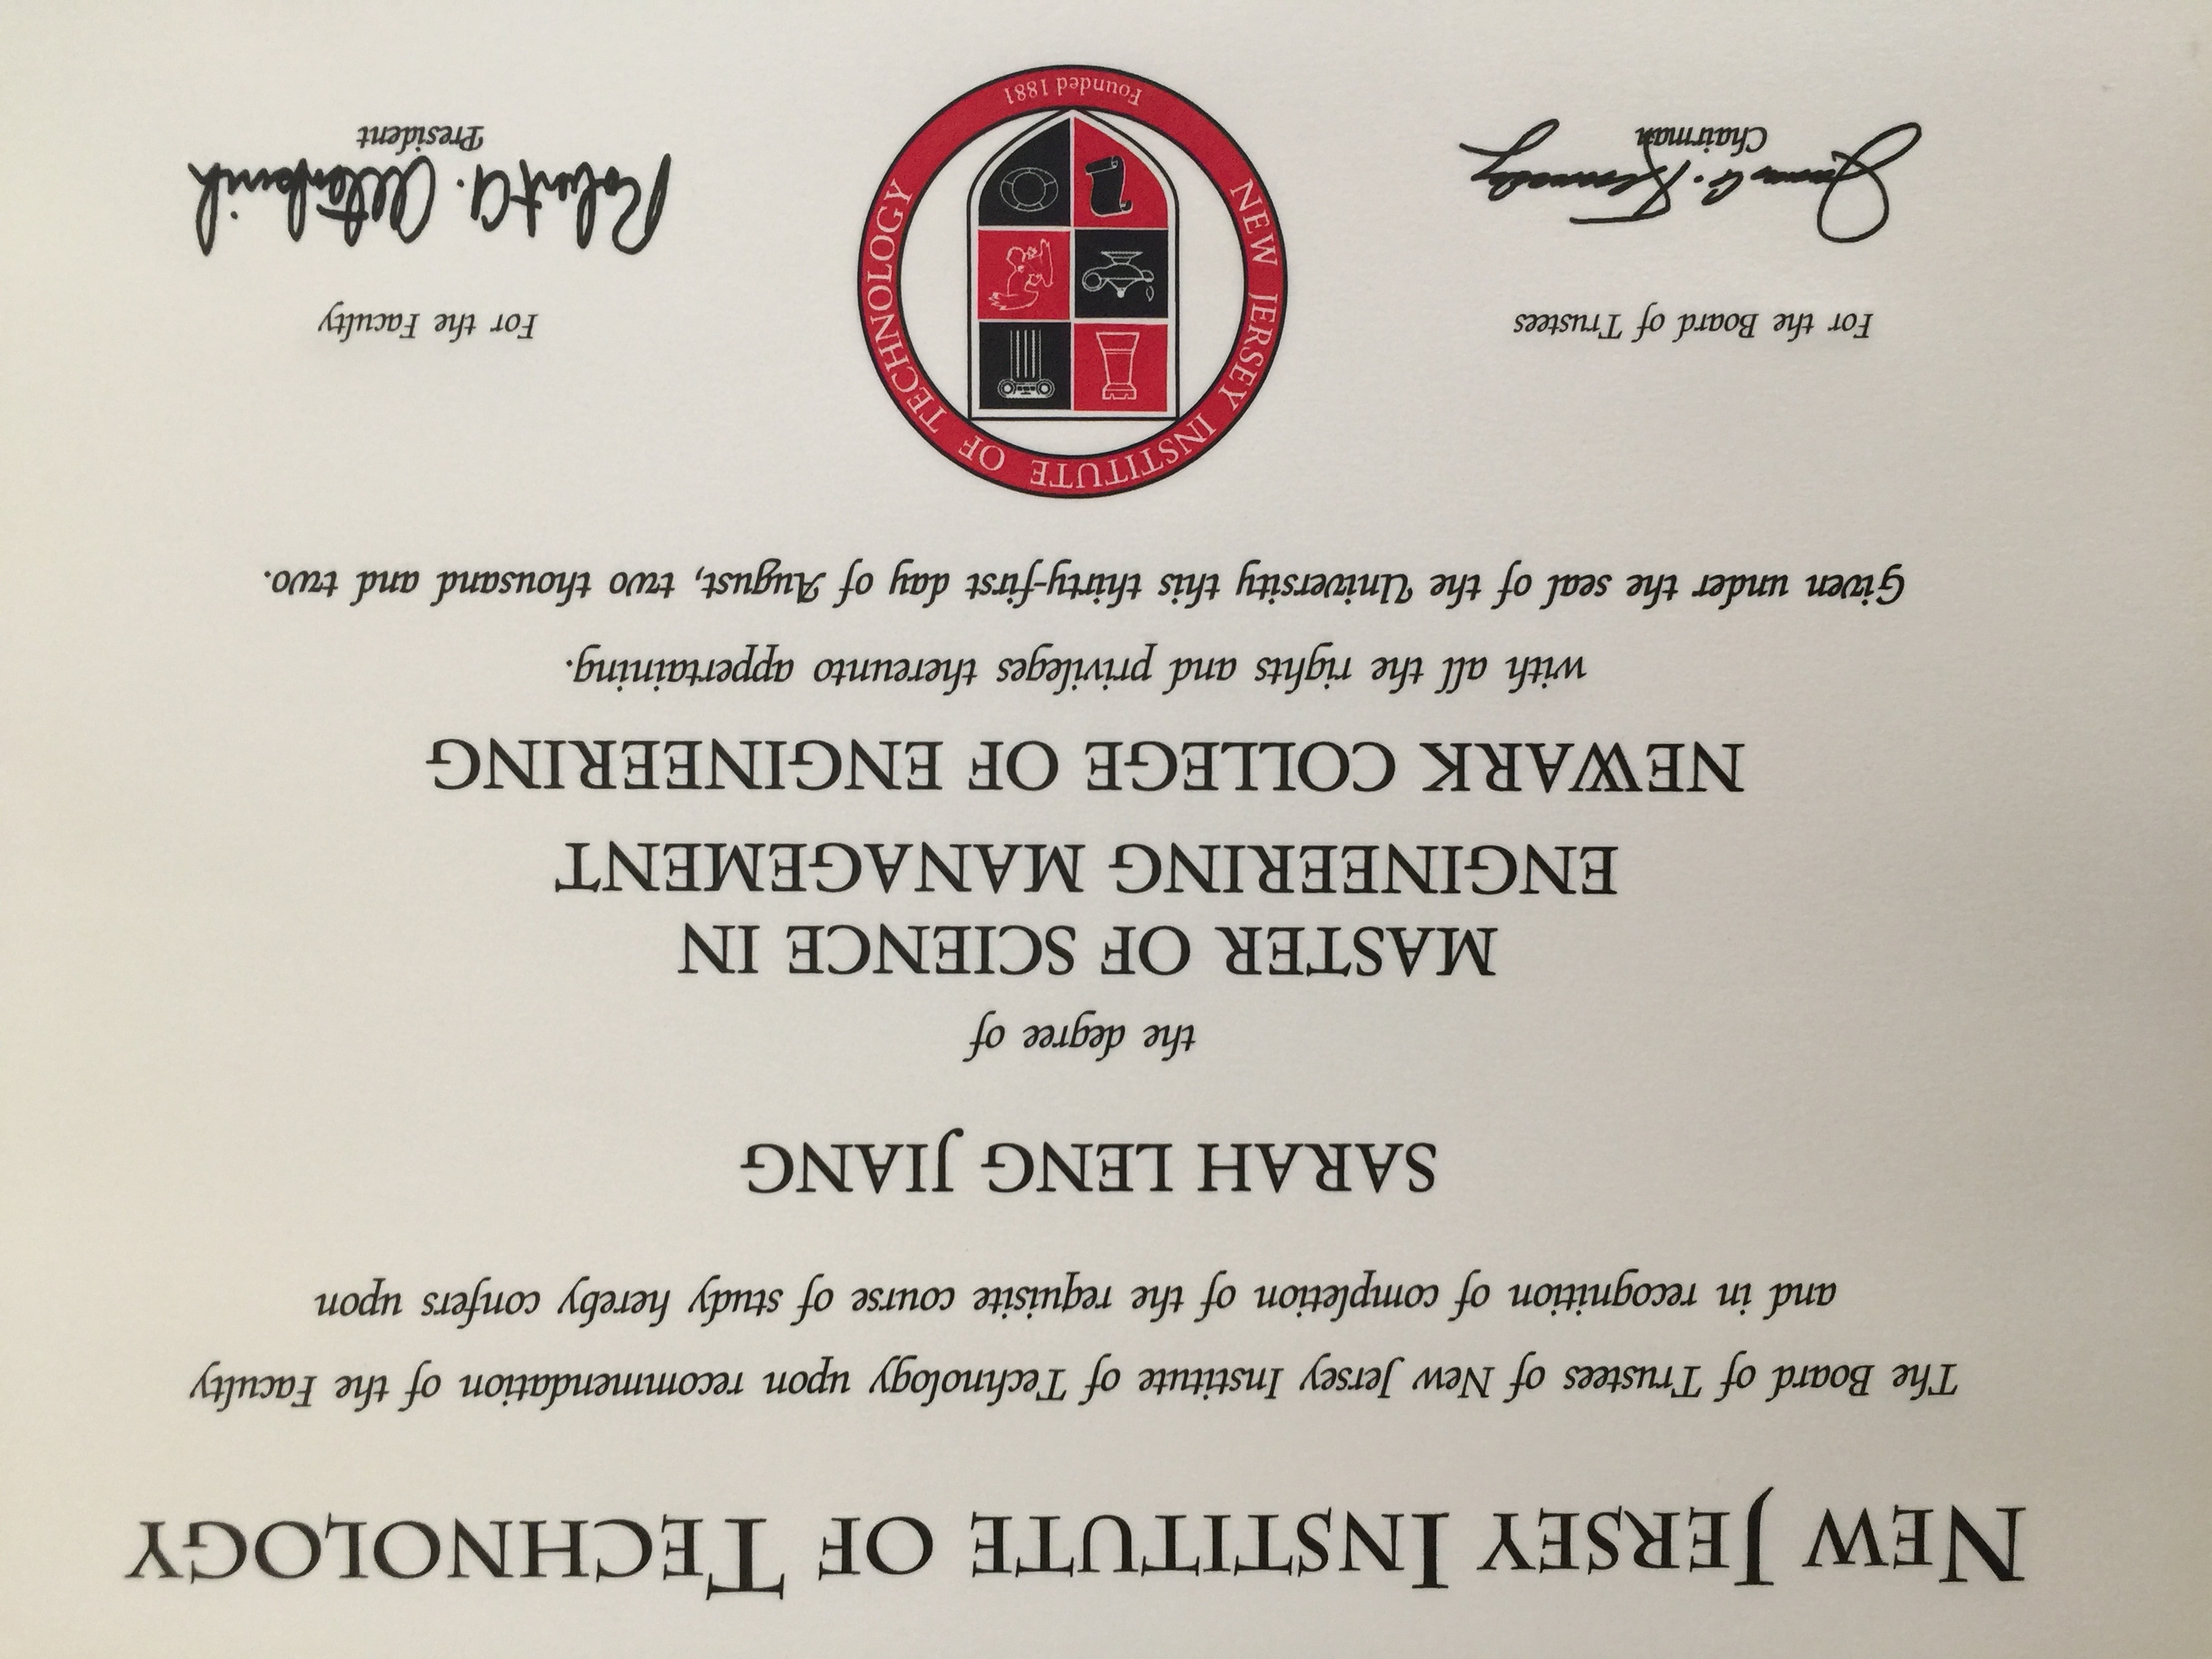 NEW JERSEY INSTITUTE OF TECHNOLOGY
The Board of Trustees of New Jersey Institute of Technology upon recommendation of the Faculty
and in recognition of completion of the requisite course of study hereby confers upon
SARAH LENG JIANG
the degree of
MASTER OF SCIENCE IN
ENGINEERING MANAGEMENT
NEWARK COLLEGE OF ENGINEERING
with all the rights and privileges thereunto appertaining.
Given under the seal of the University this thirty-first day of August, two thousand and two.
NEW JERSEY INSTITUTE OF TECHNOLOGY
Founded 1881
For the Board of Trustees
James A. Kennedy
Chairman
For the Faculty
Robert A. Altenkirch
President